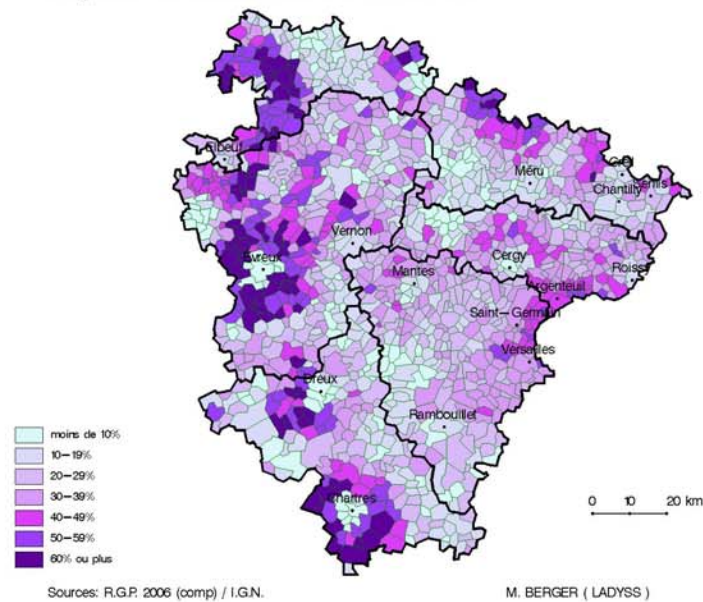 Elbeuf
Creil
Senlis
Méru
Chantilly
Vernon
Cergy
Evreux
Mantes
Roissy
Argenteuil
Saint-Germain
Versailles
Dreux
Rambouillet
Chartres
moins de 10%
10-19%
20-29%
30-39%
40-49%
50-59%
60% ou plus
0 10 20 km
Sources: R.G.P. 2006 (comp) / I.G.N. M. BERGER ( LADYSS )